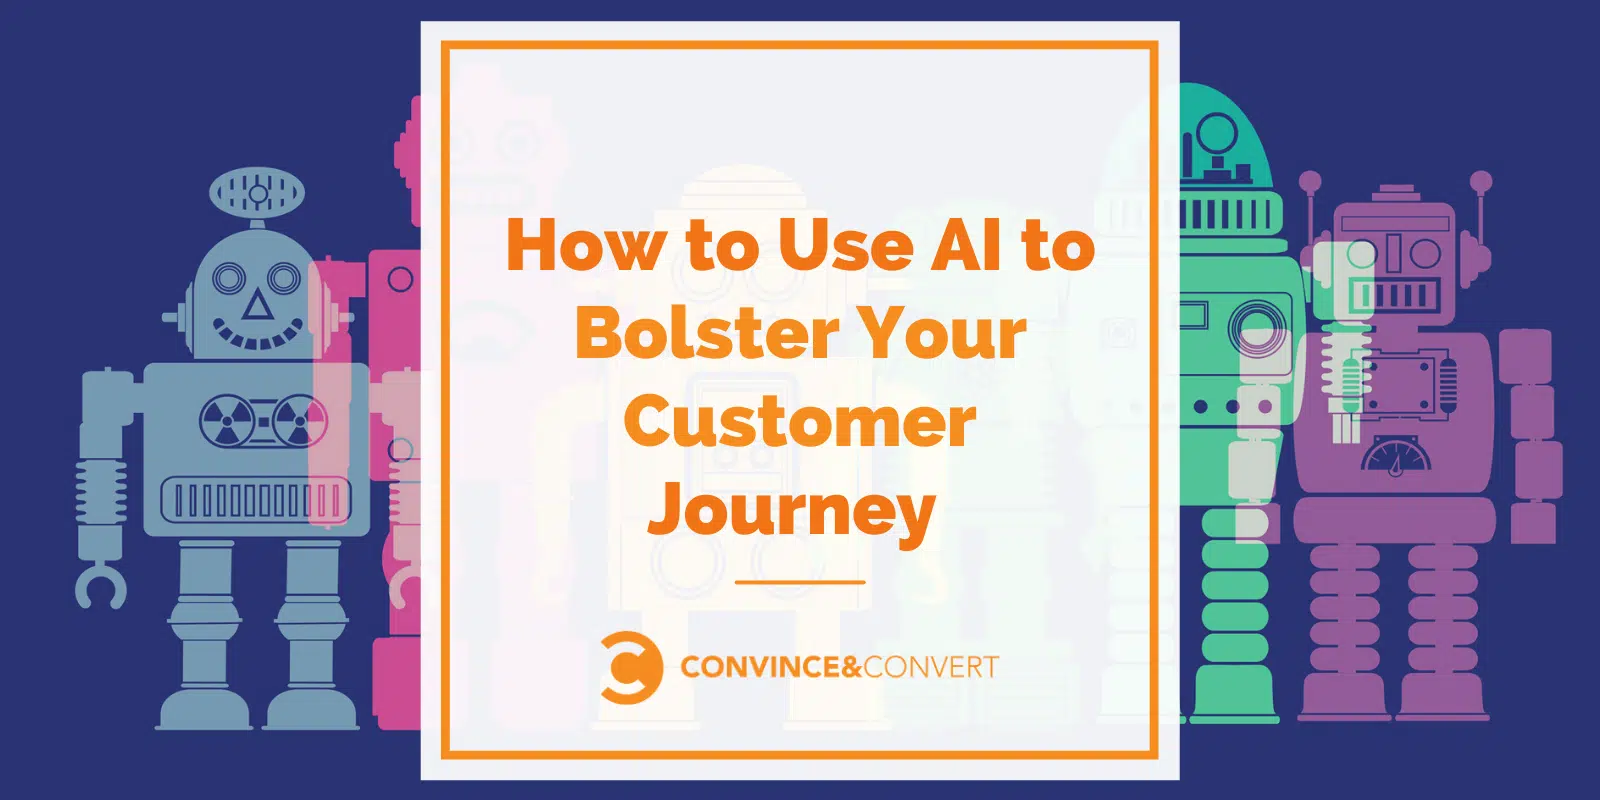 How to Use AI to
Bolster Your
Customer
Journey
CONVINCE&CONVERT